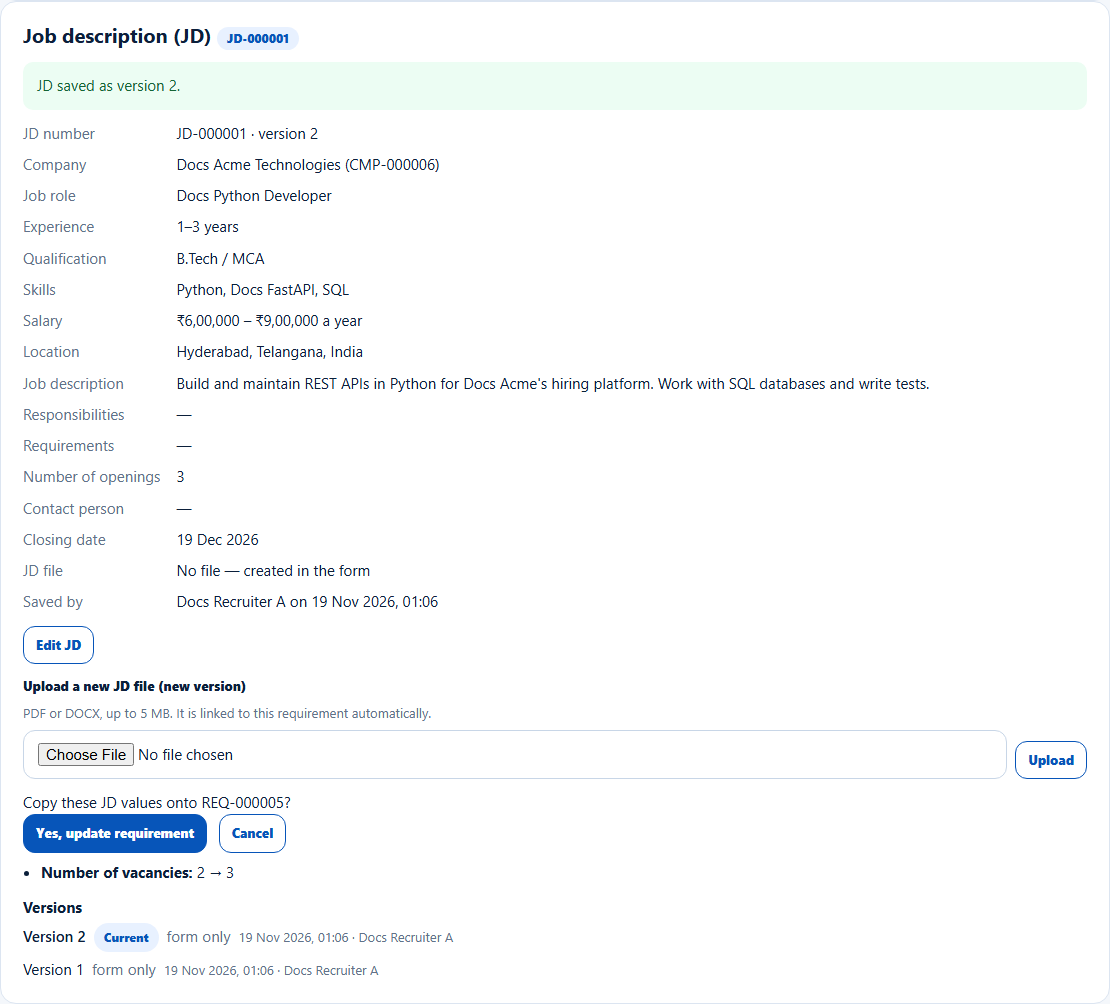 Job description (JD) JD-000001
JD saved as version 2.
JD number JD-000001 · version 2
Company Docs Acme Technologies (CMP-000006)
Job role Docs Python Developer
Experience 1–3 years
Qualification B.Tech / MCA
Skills Python, Docs FastAPI, SQL
Salary ₹6,00,000 – ₹9,00,000 a year
Location Hyderabad, Telangana, India
Job description Build and maintain REST APIs in Python for Docs Acme's hiring platform. Work with SQL databases and write tests.
Responsibilities —
Requirements —
Number of openings 3
Contact person —
Closing date 19 Dec 2026
JD file No file — created in the form
Saved by Docs Recruiter A on 19 Nov 2026, 01:06
Edit JD
Upload a new JD file (new version)
PDF or DOCX, up to 5 MB. It is linked to this requirement automatically.
Choose File No file chosen Upload
Copy these JD values onto REQ-000005?
Yes, update requirement Cancel
• Number of vacancies: 2 → 3
Versions
Version 2 Current form only 19 Nov 2026, 01:06 · Docs Recruiter A
Version 1 form only 19 Nov 2026, 01:06 · Docs Recruiter A